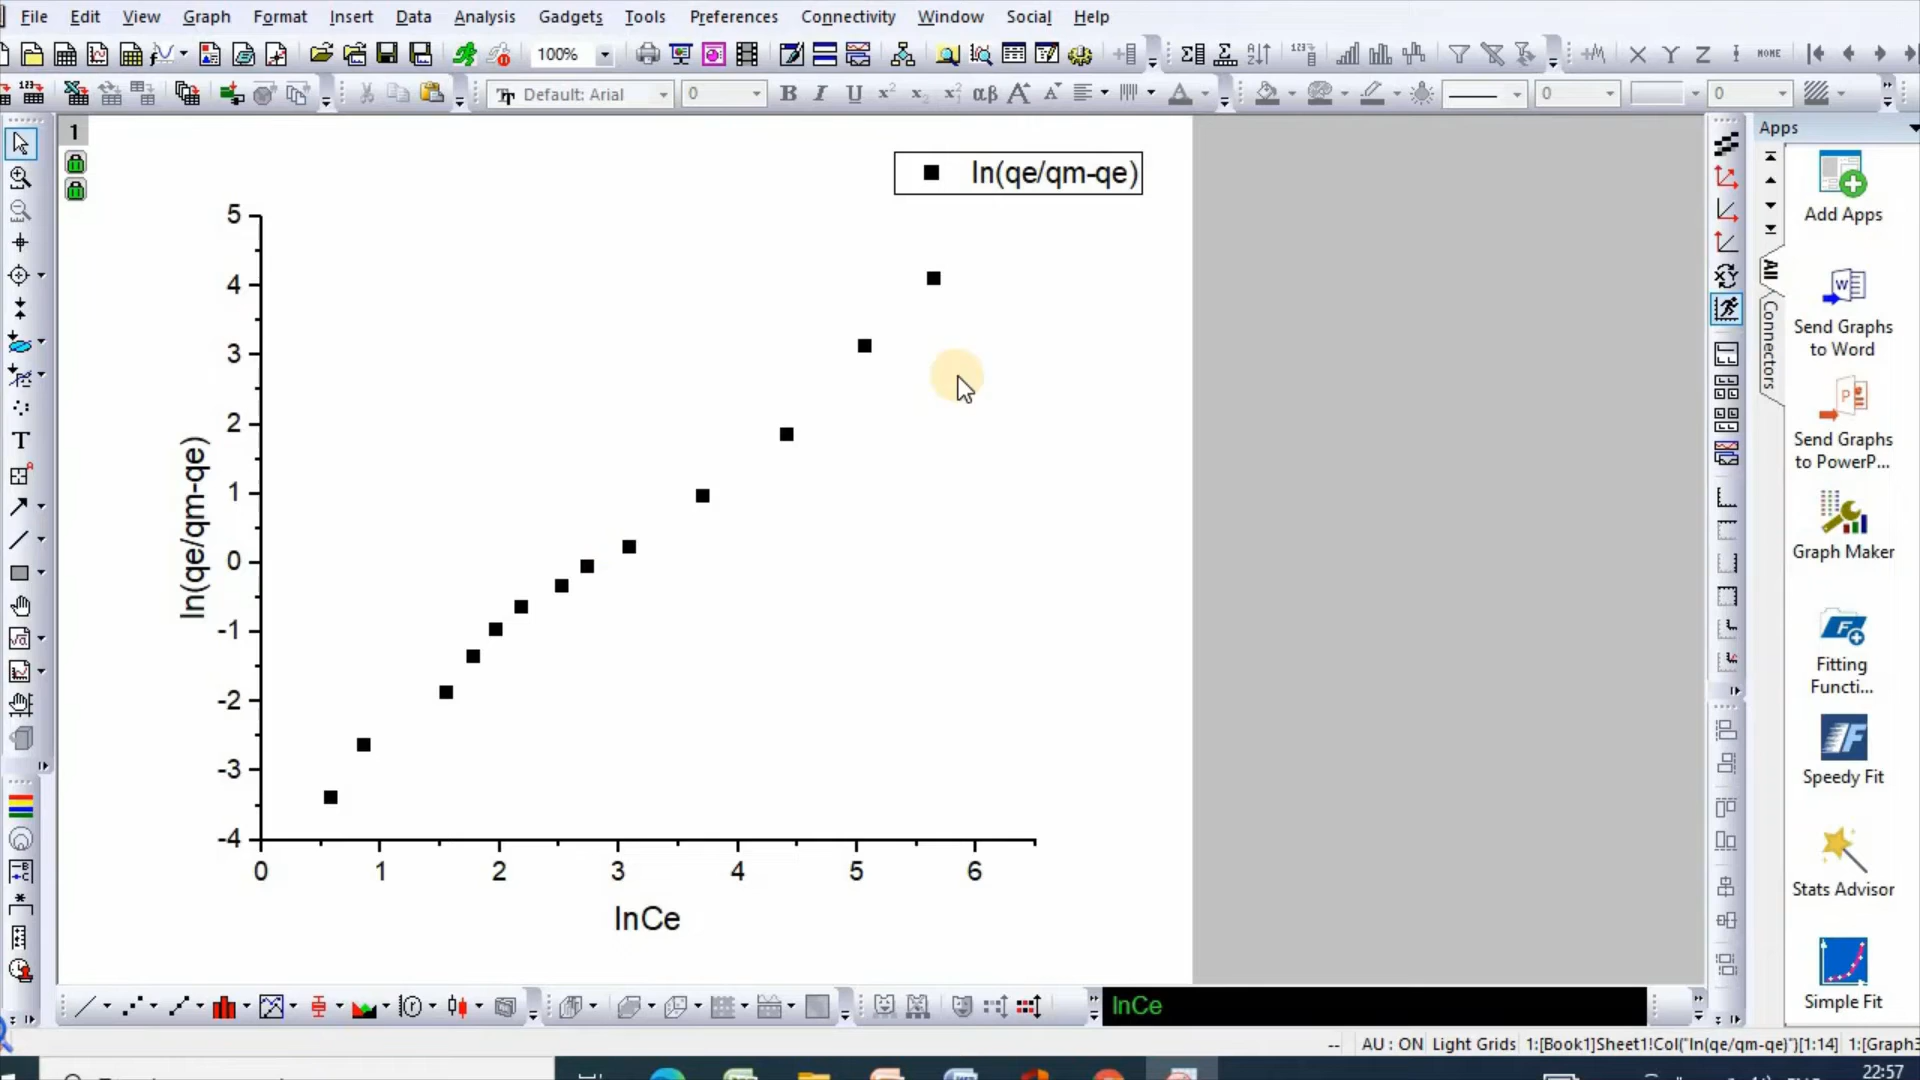 File Edit View Graph Format Insert Data Analysis Gadgets Tools Preferences Connectivity Window Social Help
100%
HOME
Default: Arial 0 B I U αβ A 0 0
1
Apps
ln(qe/qm-qe)
5
4
3
2
1
0
-1
-2
-3
-4
ln(qe/qm-qe)
0 1 2 3 4 5 6
lnCe
All
Connectors
Add Apps
Send Graphs
to Word
Send Graphs
to PowerP...
Graph Maker
Fitting
Functi...
Speedy Fit
Stats Advisor
Simple Fit
lnCe
-- AU : ON Light Grids 1:[Book1]Sheet1!Col("ln(qe/qm-qe)")[1:14] 1:[Graph3
22:57